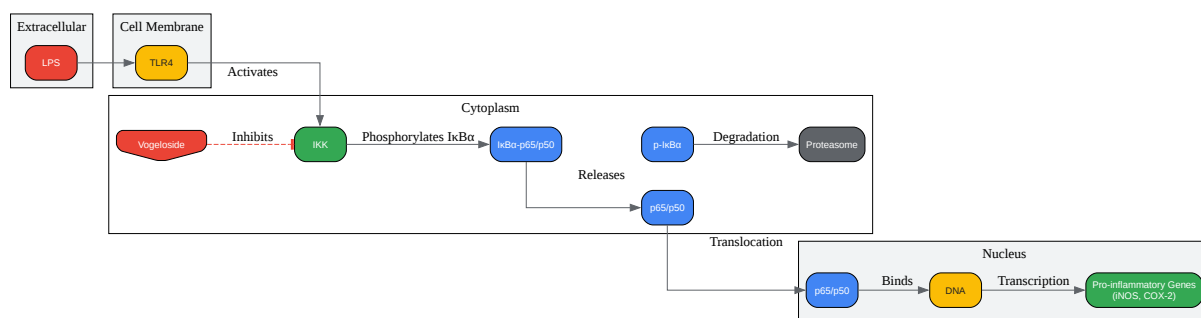 Extracellular
Cell Membrane
LPS
TLR4
Activates
Cytoplasm
Vogeloside
Inhibits
IKK
Phosphorylates IκBα
IκBα-p65/p50
p-IκBα
Degradation
Proteasome
Releases
p65/p50
Translocation
Nucleus
p65/p50
Binds
DNA
Transcription
Pro-inflammatory Genes
(iNOS, COX-2)